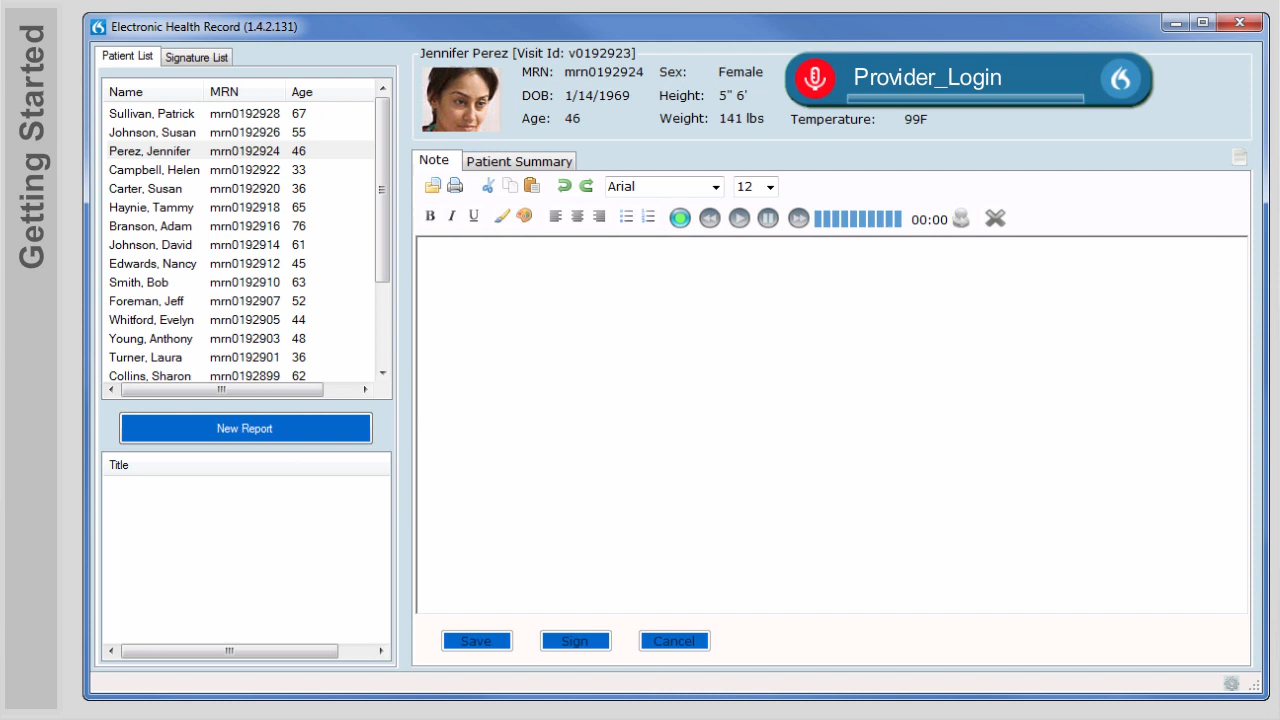 Getting Started
Electronic Health Record (1.4.2.131)
Patient List
Signature List
Name MRN Age
Sullivan, Patrick mrn0192928 67
Johnson, Susan mrn0192926 55
Perez, Jennifer mrn0192924 46
Campbell, Helen mrn0192922 33
Carter, Susan mrn0192920 36
Haynie, Tammy mrn0192918 65
Branson, Adam mrn0192916 76
Johnson, David mrn0192914 61
Edwards, Nancy mrn0192912 45
Smith, Bob mrn0192910 63
Foreman, Jeff mrn0192907 52
Whitford, Evelyn mrn0192905 44
Young, Anthony mrn0192903 48
Turner, Laura mrn0192901 36
Collins, Sharon mrn0192899 62
New Report
Title
Jennifer Perez [Visit Id: v0192923]
MRN: mrn0192924 Sex: Female
DOB: 1/14/1969 Height: 5" 6'
Age: 46 Weight: 141 lbs
Provider_Login
Temperature: 99F
Note
Patient Summary
Arial 12
B I U 00:00
Save Sign Cancel